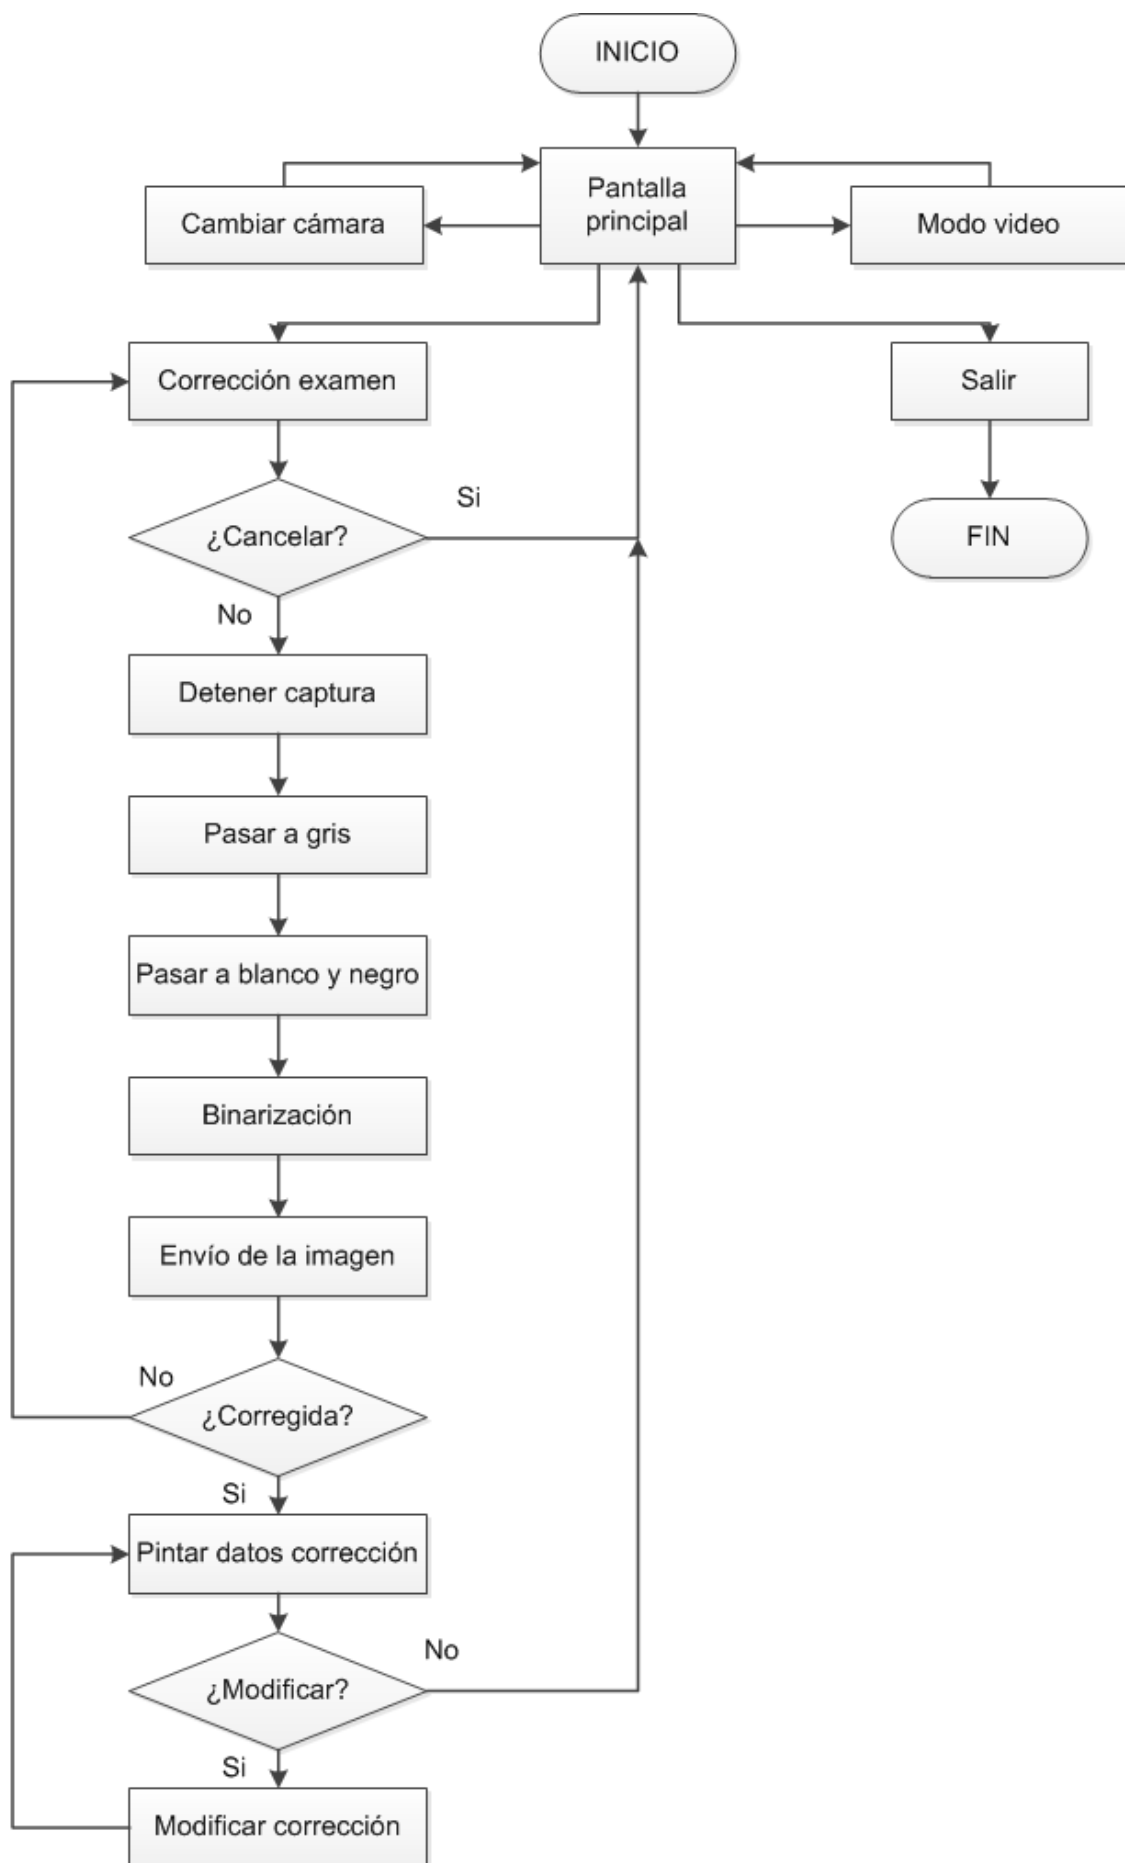 INICIO
Pantalla
principal
Cambiar cámara
Modo video
Corrección examen
Salir
¿Cancelar?
Si
FIN
No
Detener captura
Pasar a gris
Pasar a blanco y negro
Binarización
Envío de la imagen
No
¿Corregida?
Si
Pintar datos corrección
No
¿Modificar?
Si
Modificar corrección